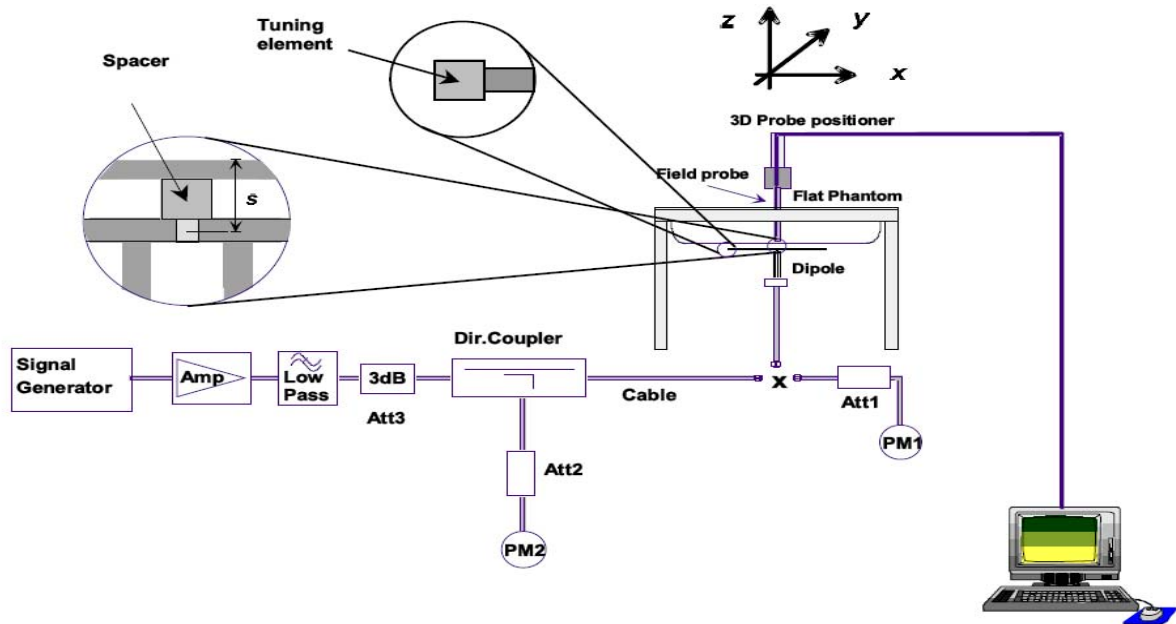 Tuning
element
Spacer
s
z
y
x
3D Probe positioner
Field probe
Flat Phantom
Dipole
Dir.Coupler
Signal
Generator
Amp
Low
Pass
3dB
Att3
Cable
x
Att1
PM1
Att2
PM2